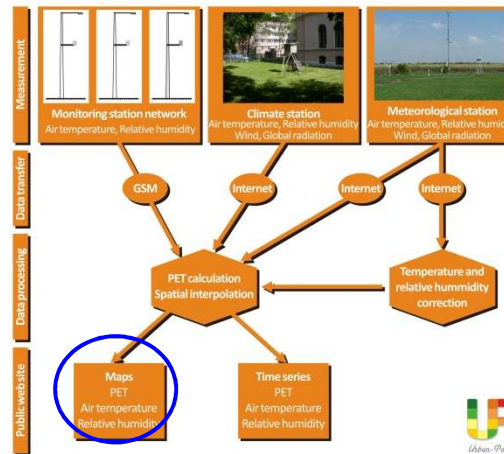 Measurement
Monitoring station network
Air temperature, Relative humidity
Climate station
Air temperature, Relative humidity
Wind, Global radiation
Meteorological station
Air temperature, Relative humid
Wind, Global radiation
Data transfer
GSM
Internet
Internet
Internet
Data processing
PET calculation
Spatial interpolation
Temperature and
relative hummidity
correction
Public web site
Maps
PET
Air temperature
Relative humidity
Time series
PET
Air temperature
Relative humidity